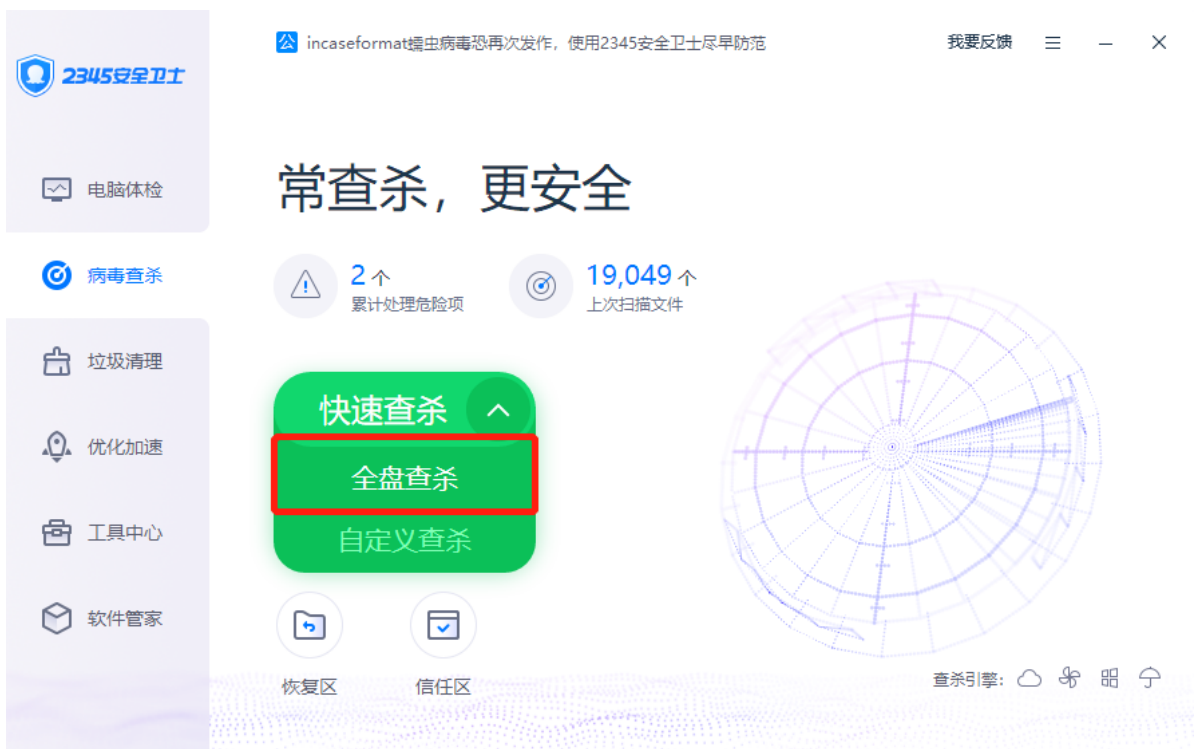 公 incaseformat蠕虫病毒恐再次发作，使用2345安全卫士尽早防范
我要反馈
2345安全卫士
电脑体检
病毒查杀
垃圾清理
优化加速
工具中心
软件管家
常查杀，更安全
2个
累计处理危险项
19,049个
上次扫描文件
快速查杀
全盘查杀
自定义查杀
恢复区
信任区
查杀引擎: